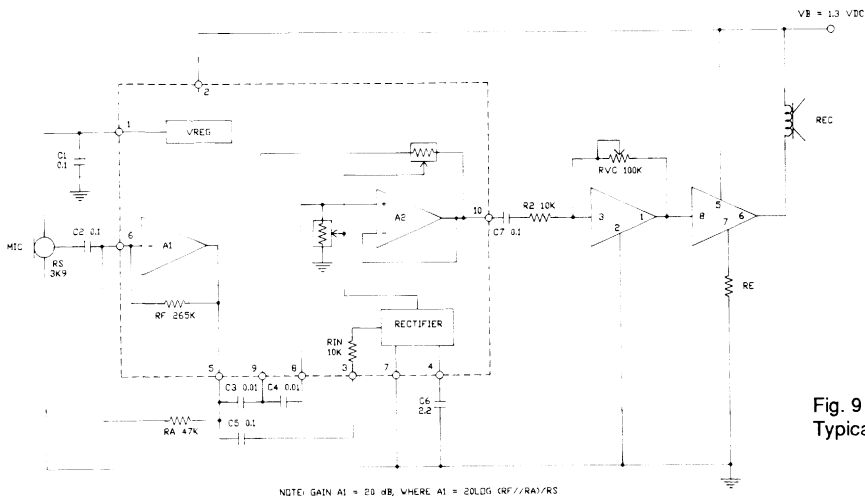 VB = 1.3 VDC
2
1
VREG
C1
0.1
REC
RVC 100K
10
R2 10K
C7 0.1
3
1
2
5
8
7
6
MIC
RS
3K9
C2 0.1
6
-
A1
+
-
A2
RF 265K
RE
RECTIFIER
RIN
10K
5
9
8
3
7
4
C3 0.01
C4 0.01
C5 0.1
C6
2.2
RA 47K
Fig. 9
Typica
NOTE: GAIN A1 = 20 dB, WHERE A1 = 20LOG (RF//RA)/RS